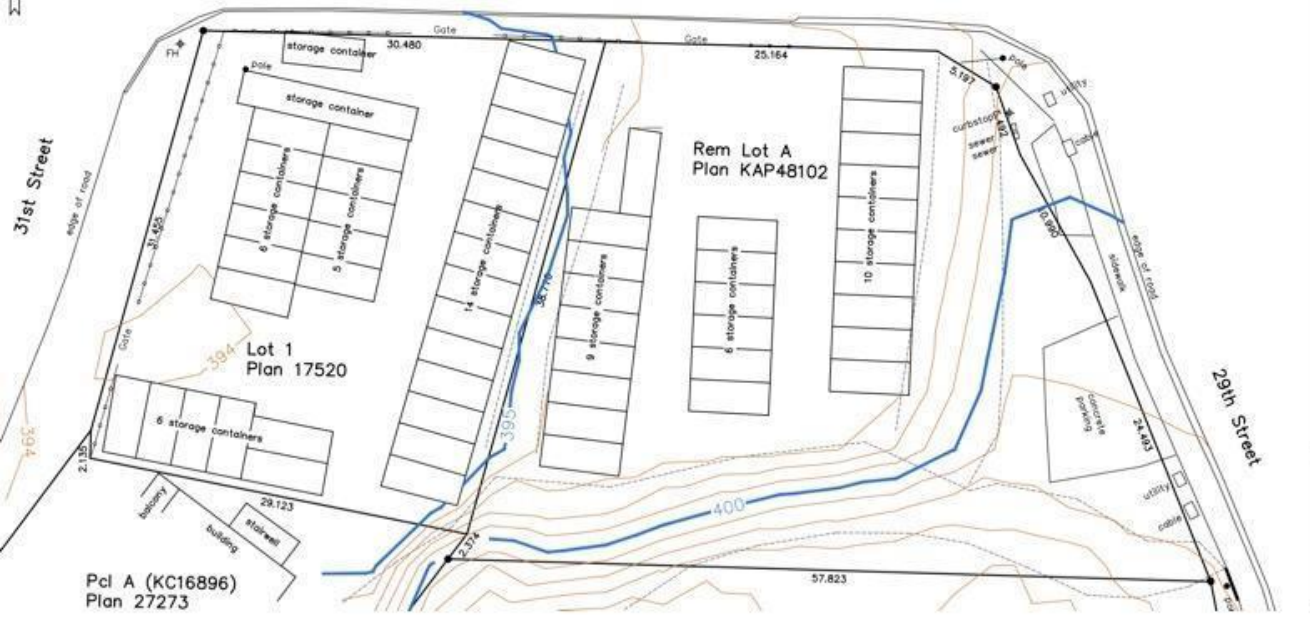 Gate
Gate
FH
30.480
25.164
storage container
pole
storage container
5.197
pole
utility
curbstop
sewer
sewer
cable
31st Street
edge of road
31.455
6 storage containers
5 storage containers
14 storage containers
38.710
Rem Lot A
Plan KAP48102
10 storage containers
10.990
sidewalk
edge of road
9 storage containers
6 storage containers
Gate
394
Lot 1
Plan 17520
395
29th Street
concrete
parking
24.493
394
6 storage containers
2.135
29.123
balcony
building
stairwell
400
utility
cable
2.374
57.823
Pcl A (KC16896)
Plan 27273